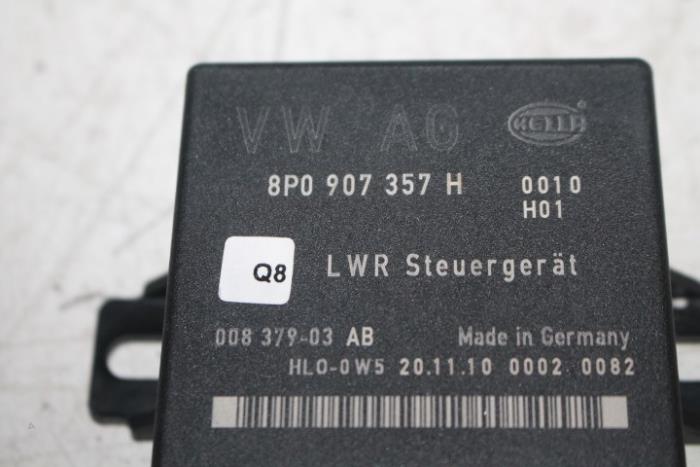 VW AG
HELLA ®
8P0 907 357 H 0010
H01
Q8
LWR Steuergerät
008 379-03 AB Made in Germany
HLO-0W5 20.11.10 0002 0082